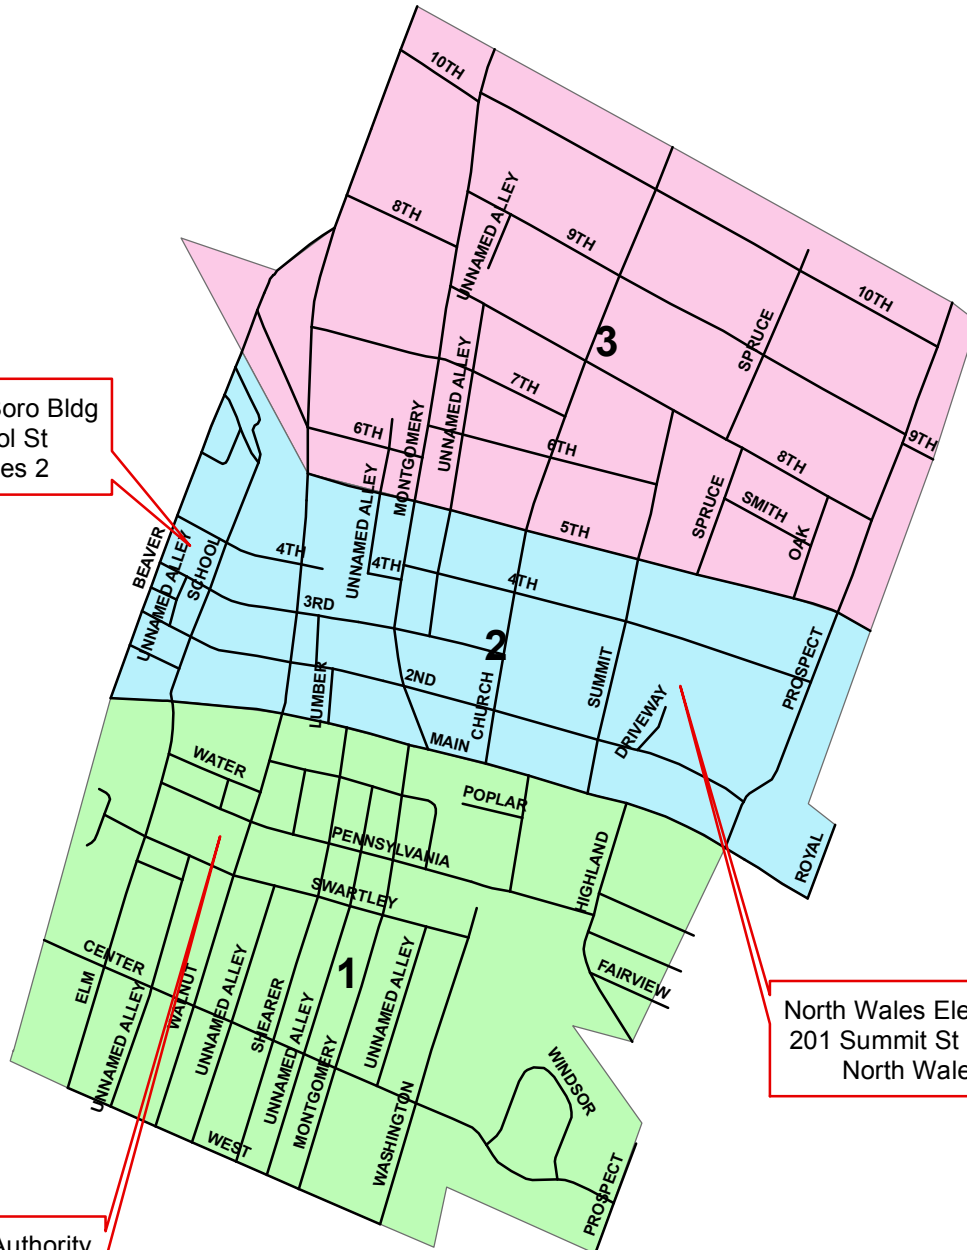 10TH
8TH
UNNAMED ALLEY
9TH
10TH
SPRUCE
3
UNNAMED ALLEY
7TH
9TH
6TH
MONTGOMERY
6TH
8TH
UNNAMED ALLEY
SPRUCE
SMITH
OAK
5TH
Boro Bldg
ol St
es 2
BEAVER
UNNAMED ALLEY
SCHOOL
4TH
4TH
4TH
3RD
2
LUMBER
2ND
CHURCH
SUMMIT
DRIVEWAY
PROSPECT
MAIN
WATER
POPLAR
PENNSYLVANIA
HIGHLAND
ROYAL
SWARTLEY
1
CENTER
ELM
UNNAMED ALLEY
WALNUT
UNNAMED ALLEY
SHEARER
UNNAMED ALLEY
MONTGOMERY
UNNAMED ALLEY
FAIRVIEW
North Wales Ele
201 Summit St
North Wale
WINDSOR
WASHINGTON
WEST
PROSPECT
Authority